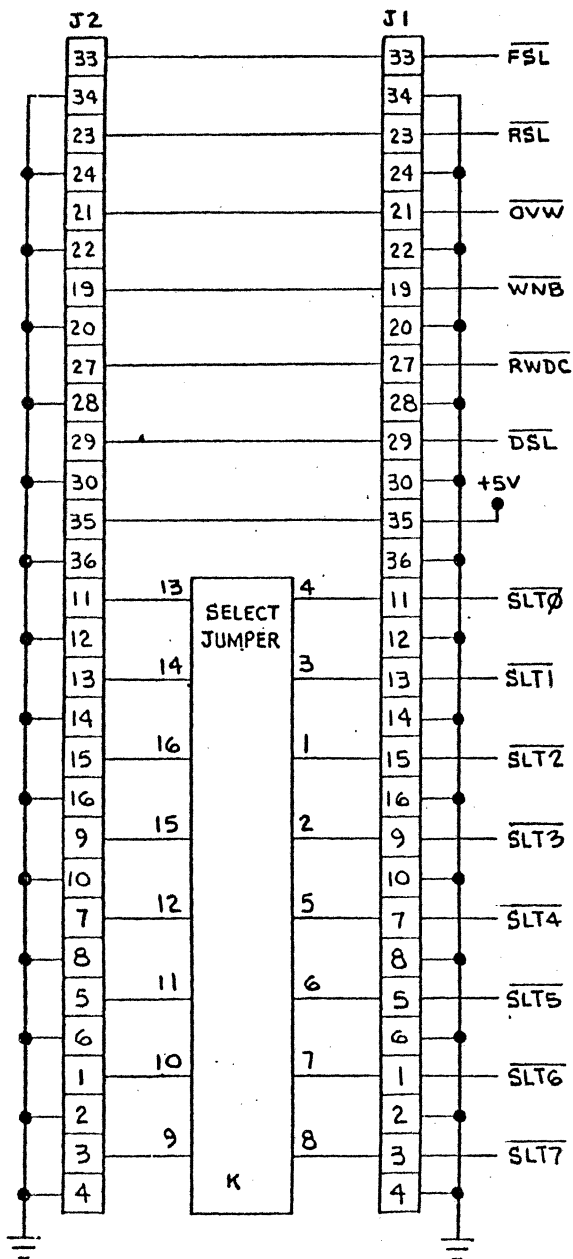 J2 J1
33 33 FSL
34 34
23 23 RSL
24 24
21 21 OVW
22 22
19 19 WNB
20 20
27 27 RWDC
28 28
29 29 DSL
30 30 +5V
35 35
36 36
11 13 SELECT 4 11 SLTØ
12 JUMPER 12
13 14 3 13 SLT1
14 14
15 16 1 15 SLT2
16 16
9 15 2 9 SLT3
10 10
7 12 5 7 SLT4
8 8
5 11 6 5 SLT5
6 6
1 10 7 1 SLT6
2 2
3 9 8 3 SLT7
4 K 4